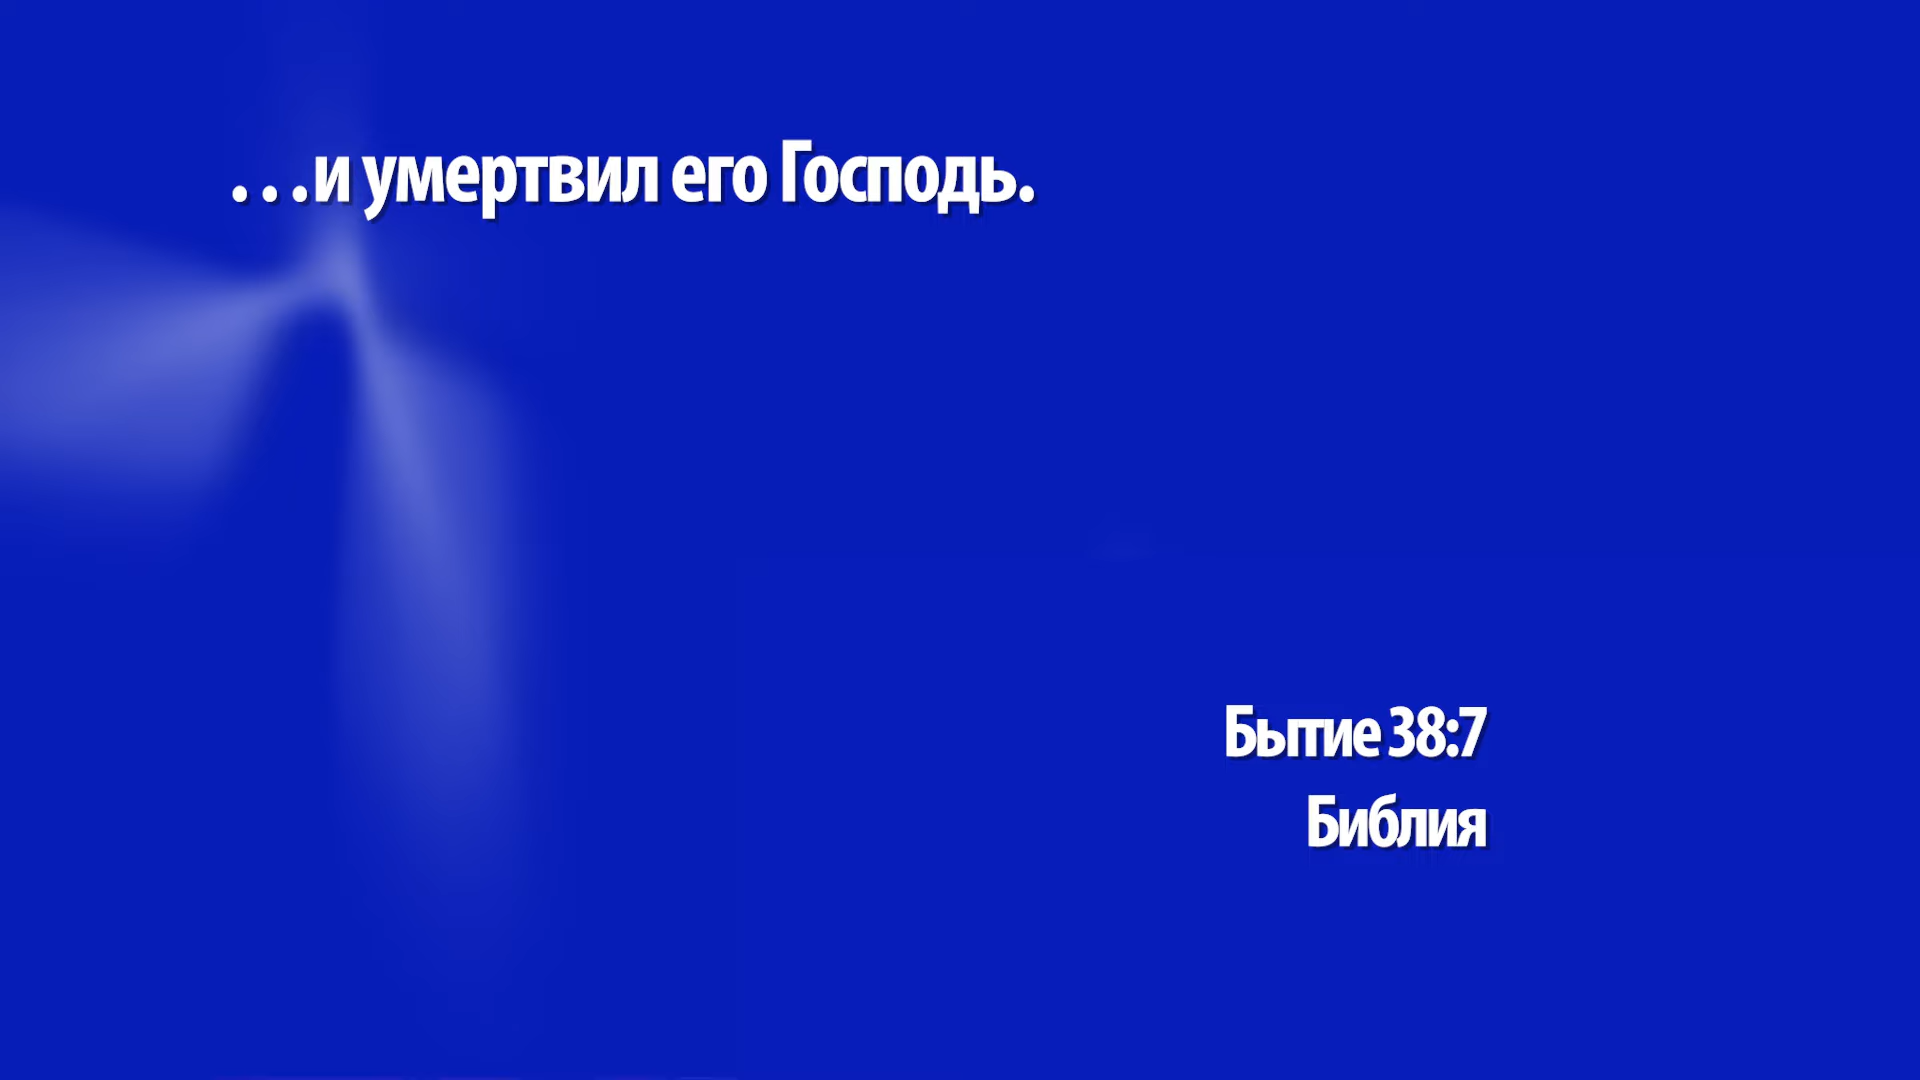 …и умертвил его Господь.
Бытие 38:7
Библия